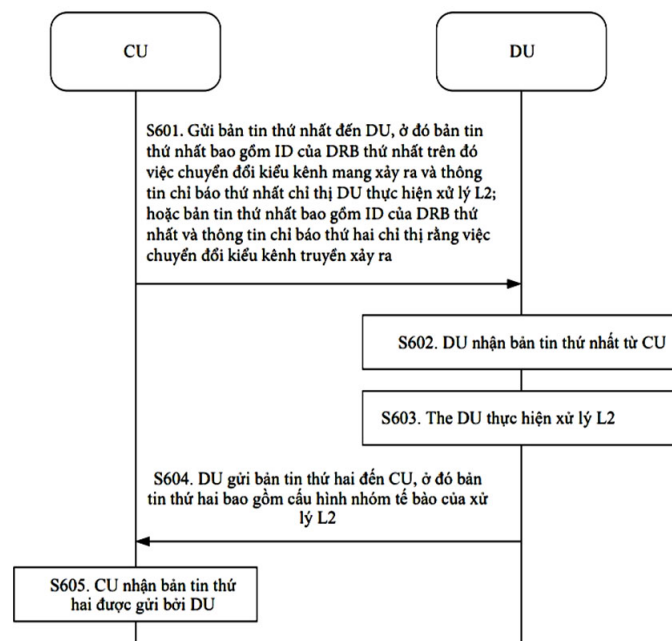 CU
DU
S601. Gửi bản tin thứ nhất đến DU, ở đó bản tin
thứ nhất bao gồm ID của DRB thứ nhất trên đó
việc chuyển đổi kiểu kênh mang xảy ra và thông
tin chỉ báo thứ nhất chỉ thị DU thực hiện xử lý L2;
hoặc bản tin thứ nhất bao gồm ID của DRB thứ
nhất và thông tin chỉ báo thứ hai chỉ thị rằng việc
chuyển đổi kiểu kênh truyền xảy ra
S602. DU nhận bản tin thứ nhất từ CU
S603. The DU thực hiện xử lý L2
S604. DU gửi bản tin thứ hai đến CU, ở đó bản
tin thứ hai bao gồm cấu hình nhóm tế bào của xử
lý L2
S605. CU nhận bản tin thứ
hai được gửi bởi DU